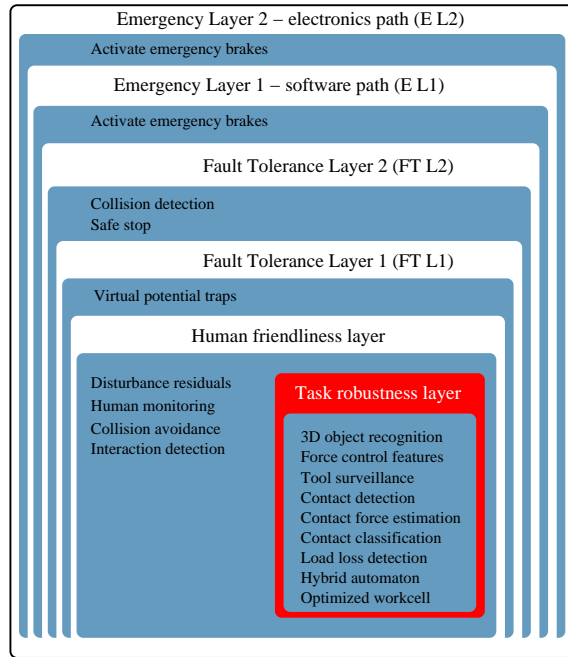 Emergency Layer 2 – electronics path (E L2)
Activate emergency brakes
Emergency Layer 1 – software path (E L1)
Activate emergency brakes
Fault Tolerance Layer 2 (FT L2)
Collision detection
Safe stop
Fault Tolerance Layer 1 (FT L1)
Virtual potential traps
Human friendliness layer
Disturbance residuals
Human monitoring
Collision avoidance
Interaction detection
Task robustness layer
3D object recognition
Force control features
Tool surveillance
Contact detection
Contact force estimation
Contact classification
Load loss detection
Hybrid automaton
Optimized workcell